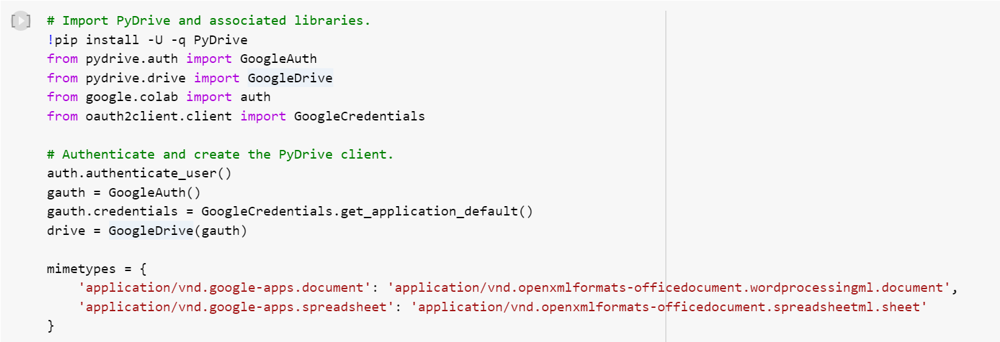 # Import PyDrive and associated libraries.
!pip install -U -q PyDrive
from pydrive.auth import GoogleAuth
from pydrive.drive import GoogleDrive
from google.colab import auth
from oauth2client.client import GoogleCredentials

# Authenticate and create the PyDrive client.
auth.authenticate_user()
gauth = GoogleAuth()
gauth.credentials = GoogleCredentials.get_application_default()
drive = GoogleDrive(gauth)

mimetypes = {
    'application/vnd.google-apps.document': 'application/vnd.openxmlformats-officedocument.wordprocessingml.document',
    'application/vnd.google-apps.spreadsheet': 'application/vnd.openxmlformats-officedocument.spreadsheetml.sheet'
}